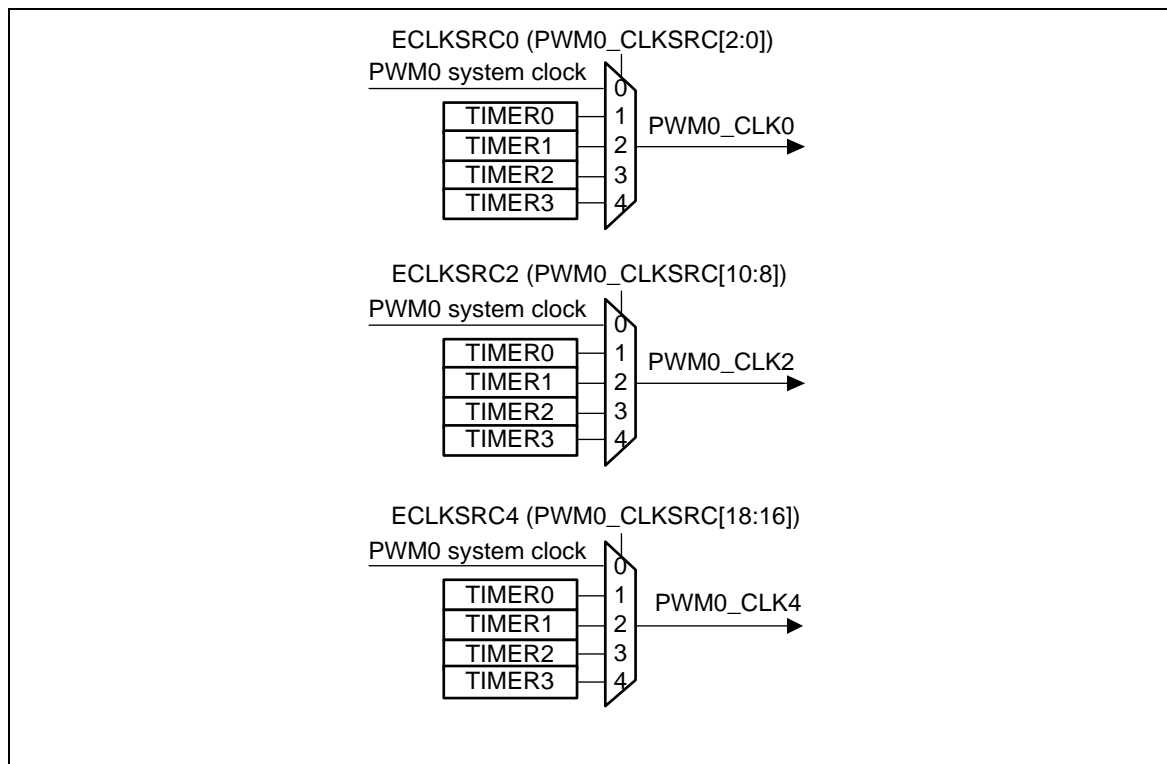 ECLKSRC0 (PWM0_CLKSRC[2:0])
PWM0 system clock
0
TIMER0
1
PWM0_CLK0
TIMER1
2
TIMER2
3
TIMER3
4
ECLKSRC2 (PWM0_CLKSRC[10:8])
PWM0 system clock
0
TIMER0
1
PWM0_CLK2
TIMER1
2
TIMER2
3
TIMER3
4
ECLKSRC4 (PWM0_CLKSRC[18:16])
PWM0 system clock
0
TIMER0
1
PWM0_CLK4
TIMER1
2
TIMER2
3
TIMER3
4